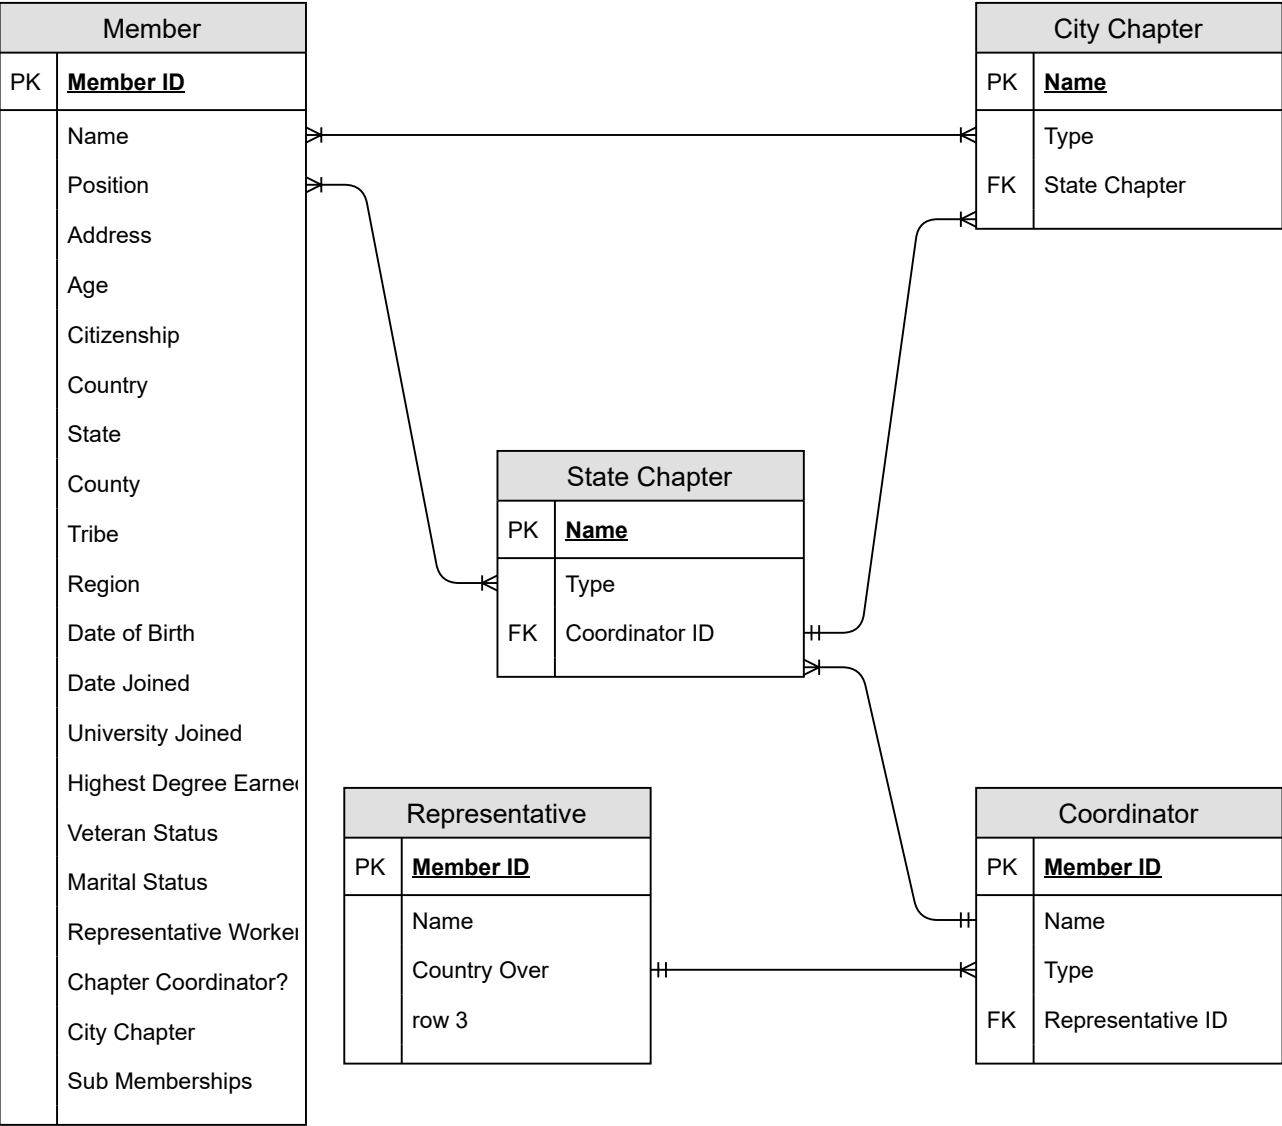 Member
PK Member ID
Name
Position
Address
Age
Citizenship
Country
State
County
Tribe
Region
Date of Birth
Date Joined
University Joined
Highest Degree Earne
Veteran Status
Marital Status
Representative Worker
Chapter Coordinator?
City Chapter
Sub Memberships
City Chapter
PK Name
Type
FK State Chapter
State Chapter
PK Name
Type
FK Coordinator ID
Representative
PK Member ID
Name
Country Over
row 3
Coordinator
PK Member ID
Name
Type
FK Representative ID